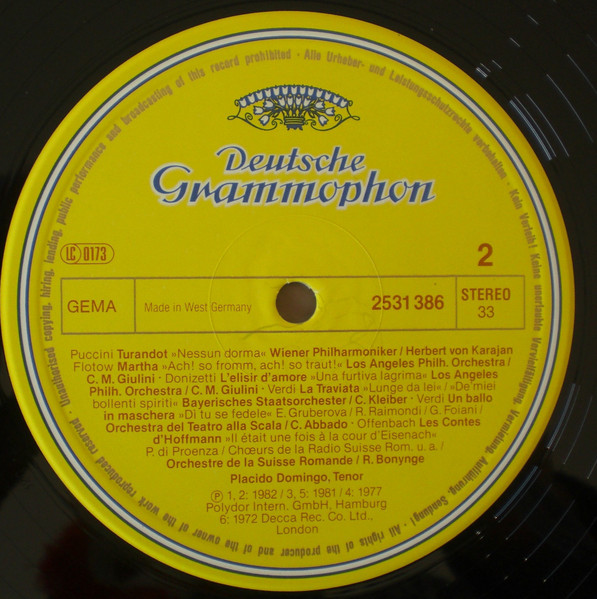 Unauthorised copying, hiring, lending, public performance and broadcasting of this record prohibited · Alle Urheber- und Leistungsschutzrechte vorbehalten · Kein Verleih! Keine unerlaubte Vervielfältigung, Vermietung, Aufführung, Sendung! · All rights of the producer and of the owner of the work reproduced reserved ·
Deutsche
Grammophon
LC 0173
2
GEMA
Made in West Germany
2531 386
STEREO
33
Puccini Turandot »Nessun dorma« Wiener Philharmoniker / Herbert von Karajan
Flotow Martha »Ach! so fromm, ach! so traut!« Los Angeles Philh. Orchestra /
C. M. Giulini · Donizetti L'elisir d'amore »Una furtiva lagrima« Los Angeles
Philh. Orchestra / C. M. Giulini · Verdi La Traviata »Lunge da lei« / »De'miei
bollenti spiriti« Bayerisches Staatsorchester / C. Kleiber · Verdi Un ballo
in maschera »Di tu se fedele« E. Gruberova / R. Raimondi / G. Foiani /
Orchestra del Teatro alla Scala / C. Abbado · Offenbach Les Contes
d'Hoffmann »Il était une fois à la cour d'Eisenach«
P. di Proenza / Chœurs de la Radio Suisse Rom. u. a. /
Orchestre de la Suisse Romande / R. Bonynge
Placido Domingo, Tenor
Ⓟ 1, 2: 1982 / 3, 5: 1981 / 4: 1977
Polydor Intern. GmbH, Hamburg
6: 1972 Decca Rec. Co. Ltd.,
London